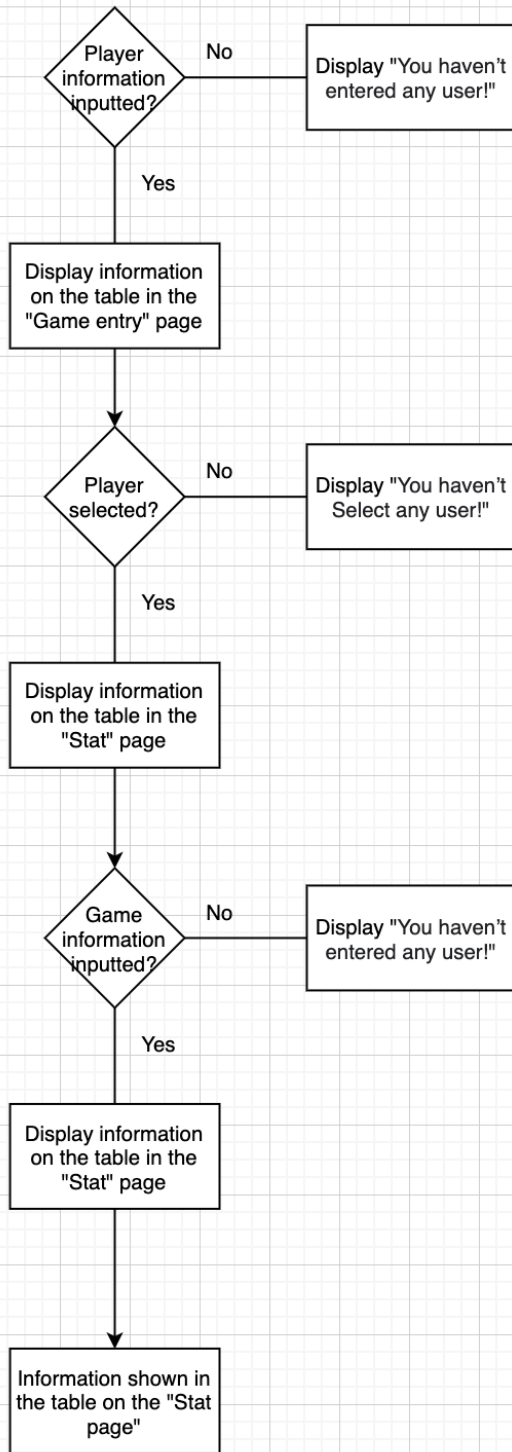 Player
information
inputted?
No
Display "You haven't
entered any user!"
Yes
Display information
on the table in the
"Game entry" page
Player
selected?
No
Display "You haven't
Select any user!"
Yes
Display information
on the table in the
"Stat" page
Game
information
inputted?
No
Display "You haven't
entered any user!"
Yes
Display information
on the table in the
"Stat" page
Information shown in
the table on the "Stat
page"